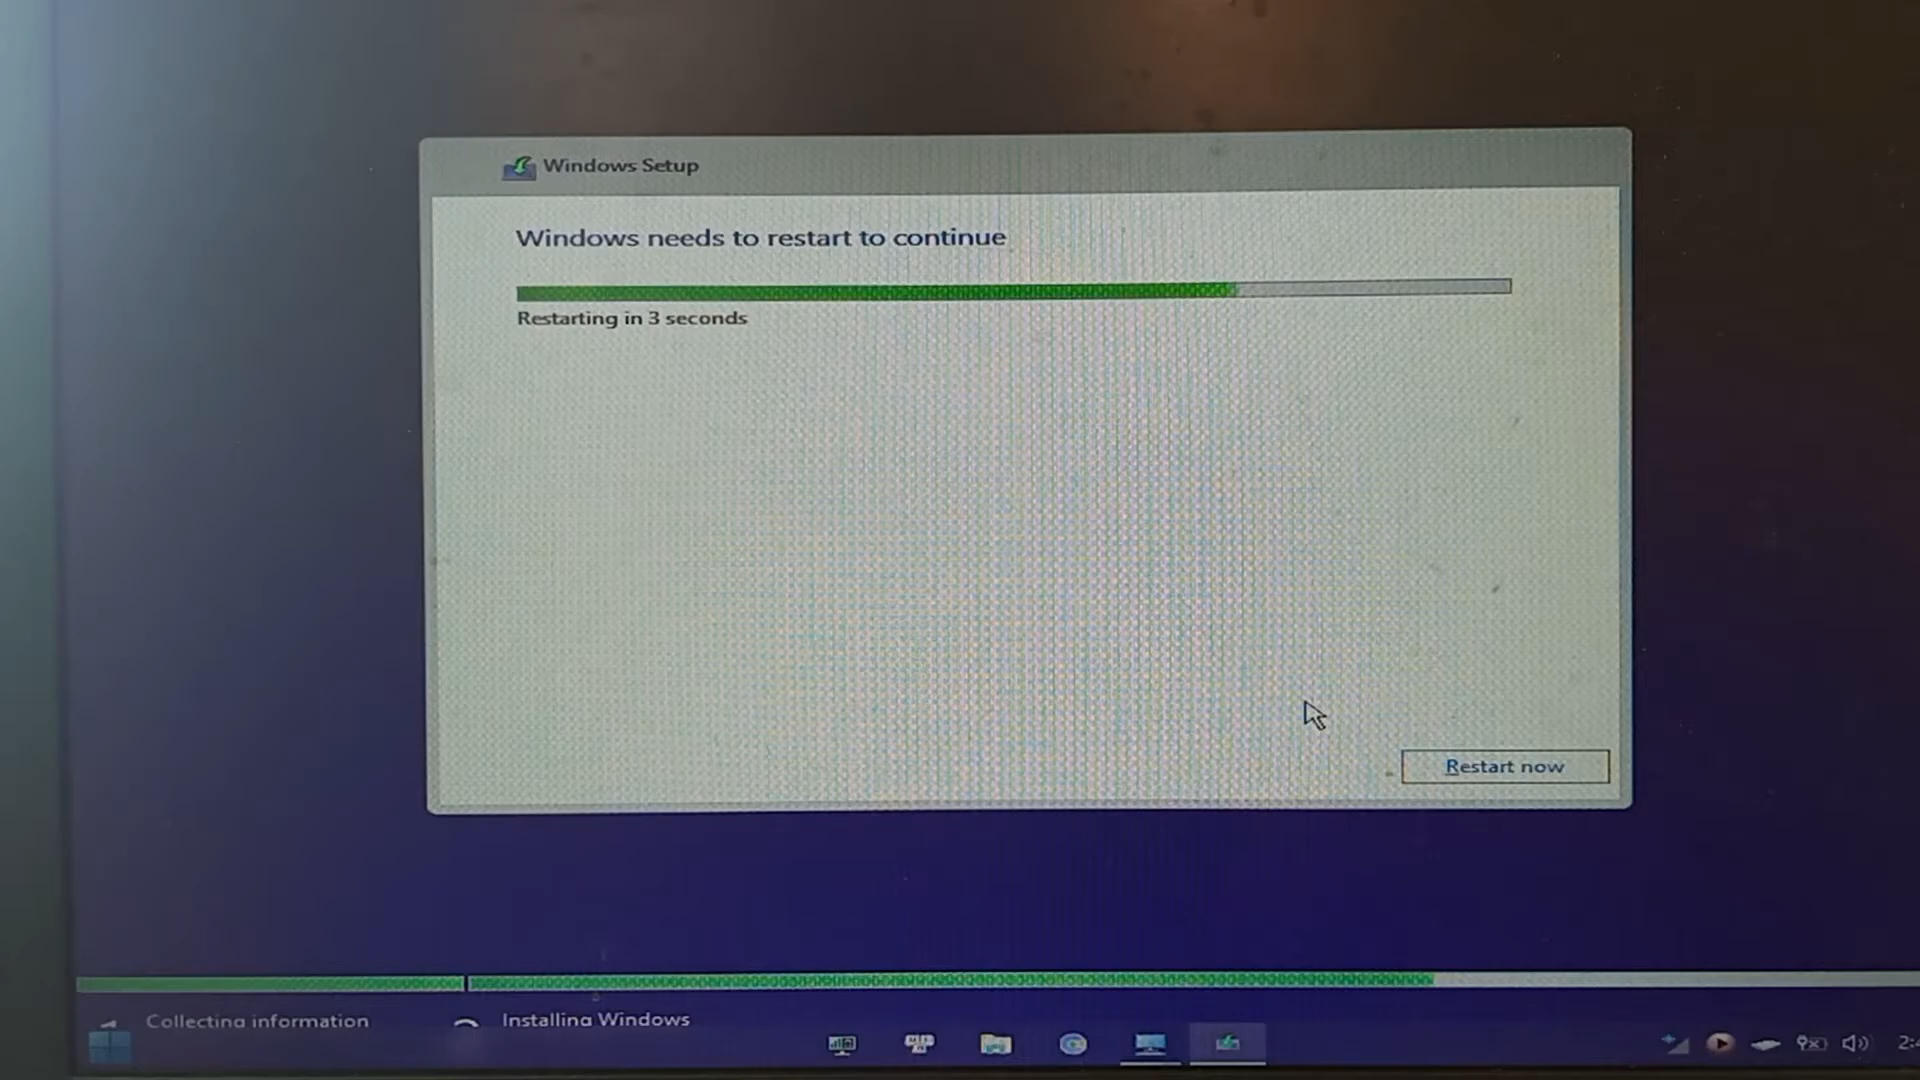 Windows Setup
Windows needs to restart to continue
Restarting in 3 seconds
Restart now
Collecting information
Installing Windows